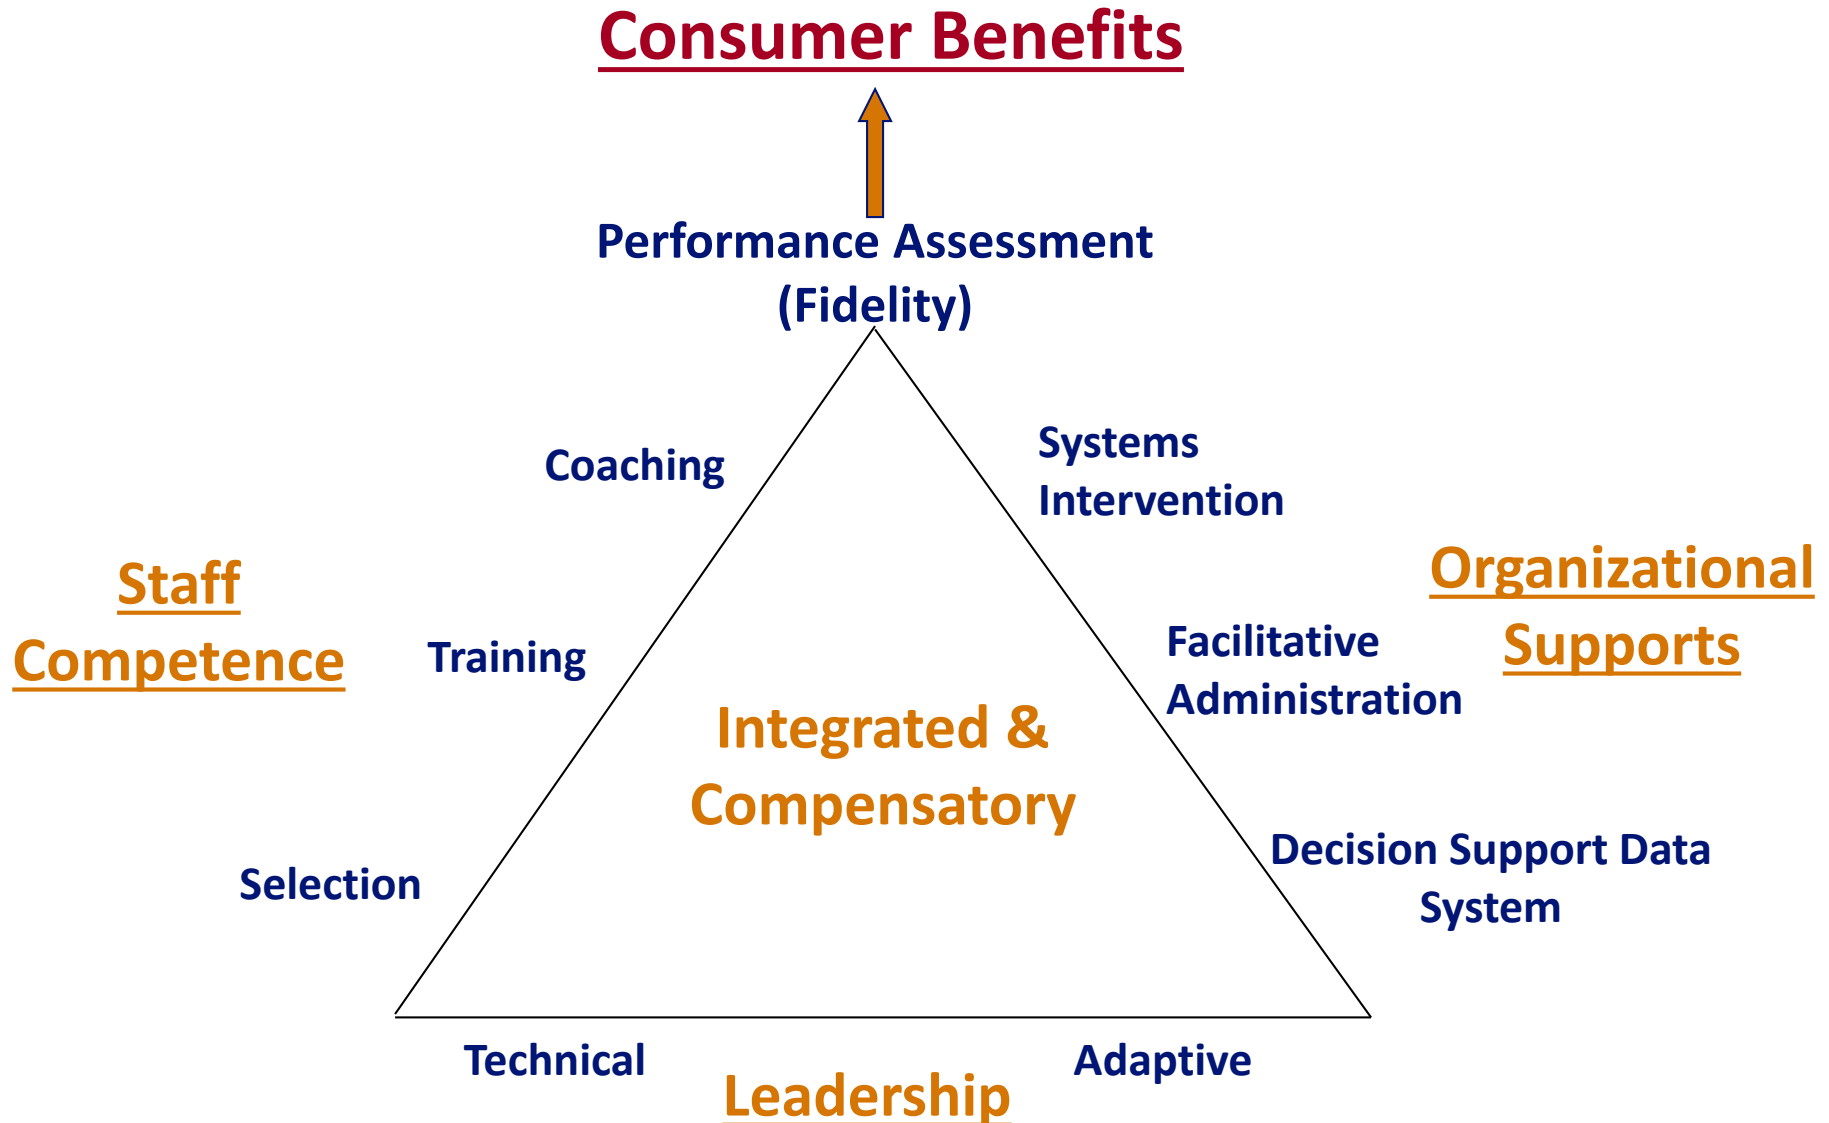 Consumer Benefits
Performance Assessment
(Fidelity)
Coaching
Systems
Intervention
Staff
Competence
Training
Integrated &
Compensatory
Facilitative
Administration
Organizational
Supports
Selection
Decision Support Data
System
Technical
Leadership
Adaptive